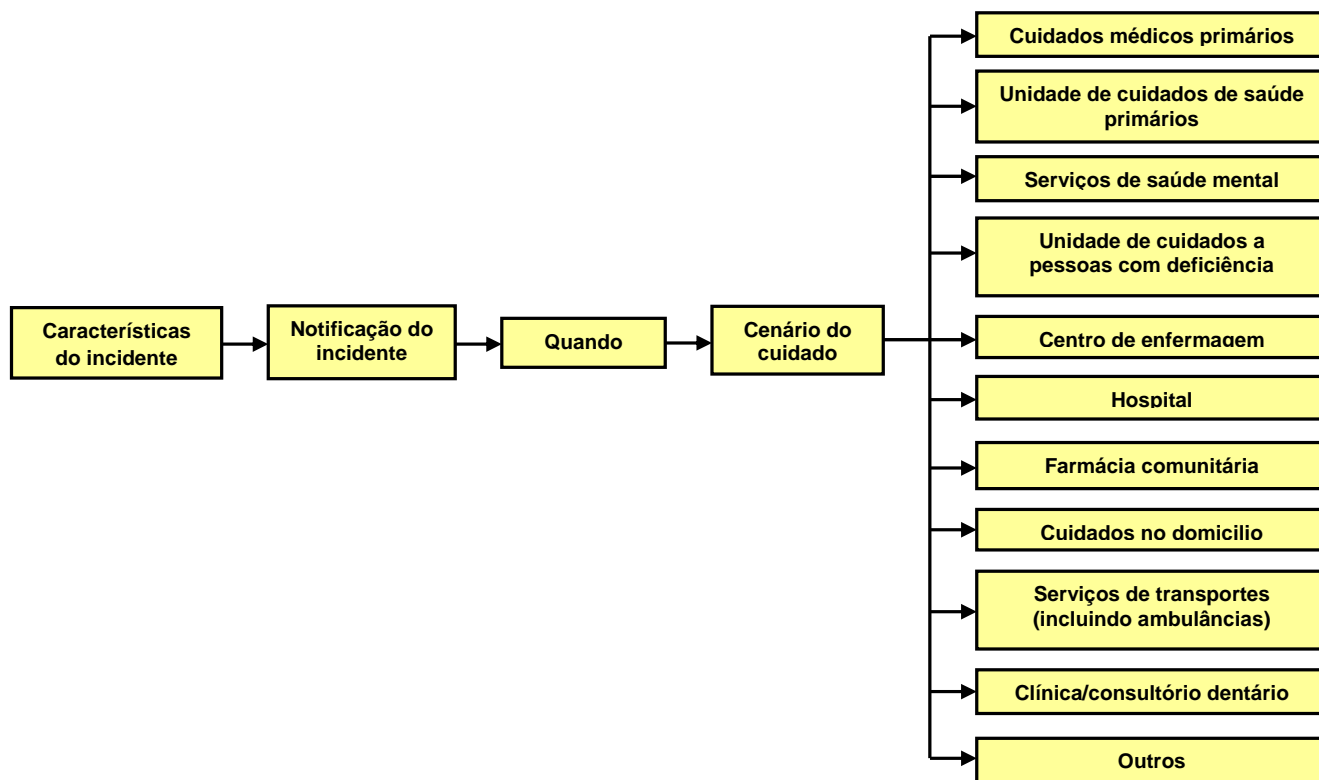 Cuidados médicos primários
Unidade de cuidados de saúde
primários
Serviços de saúde mental
Unidade de cuidados a
pessoas com deficiência
Características
do incidente
Notificação do
incidente
Quando
Cenário do
cuidado
Centro de enfermagem
Hospital
Farmácia comunitária
Cuidados no domicilio
Serviços de transportes
(incluindo ambulâncias)
Clínica/consultório dentário
Outros